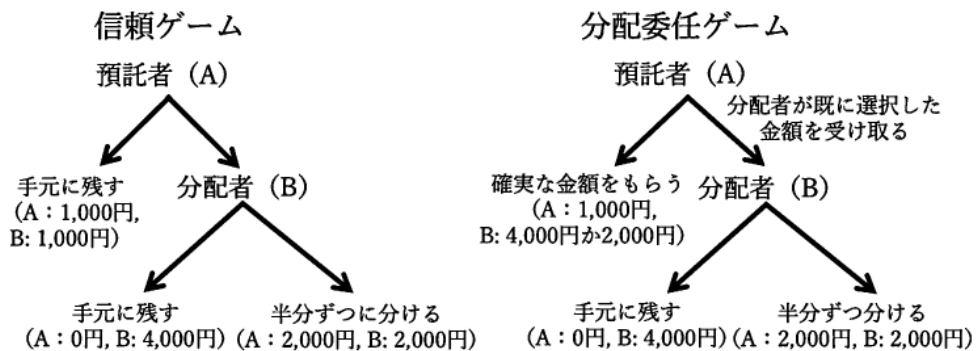 信頼ゲーム
預託者（A）
手元に残す
（A：1,000円,
B: 1,000円）
分配者（B）
手元に残す
（A：0円, B: 4,000円）
半分ずつに分ける
（A：2,000円, B: 2,000円）
分配委任ゲーム
預託者（A）
分配者が既に選択した
金額を受け取る
確実な金額をもらう
（A：1,000円,
B: 4,000円か2,000円）
分配者（B）
手元に残す
（A：0円, B: 4,000円）
半分ずつ分ける
（A：2,000円, B: 2,000円）